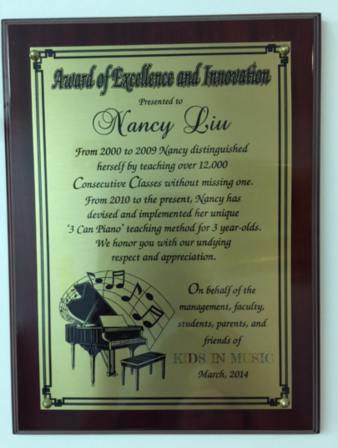 Award of Excellence and Innovation
Presented to
Nancy Liu
From 2000 to 2009 Nancy distinguished
herself by teaching over 12,000
Consecutive Classes without missing one.
From 2010 to the present, Nancy has
devised and implemented her unique
'3 Can Piano' teaching method for 3 year-olds.
We honor you with our undying
respect and appreciation.
On behalf of the
management, faculty,
students, parents, and
friends of
KIDS IN MUSIC
March, 2014